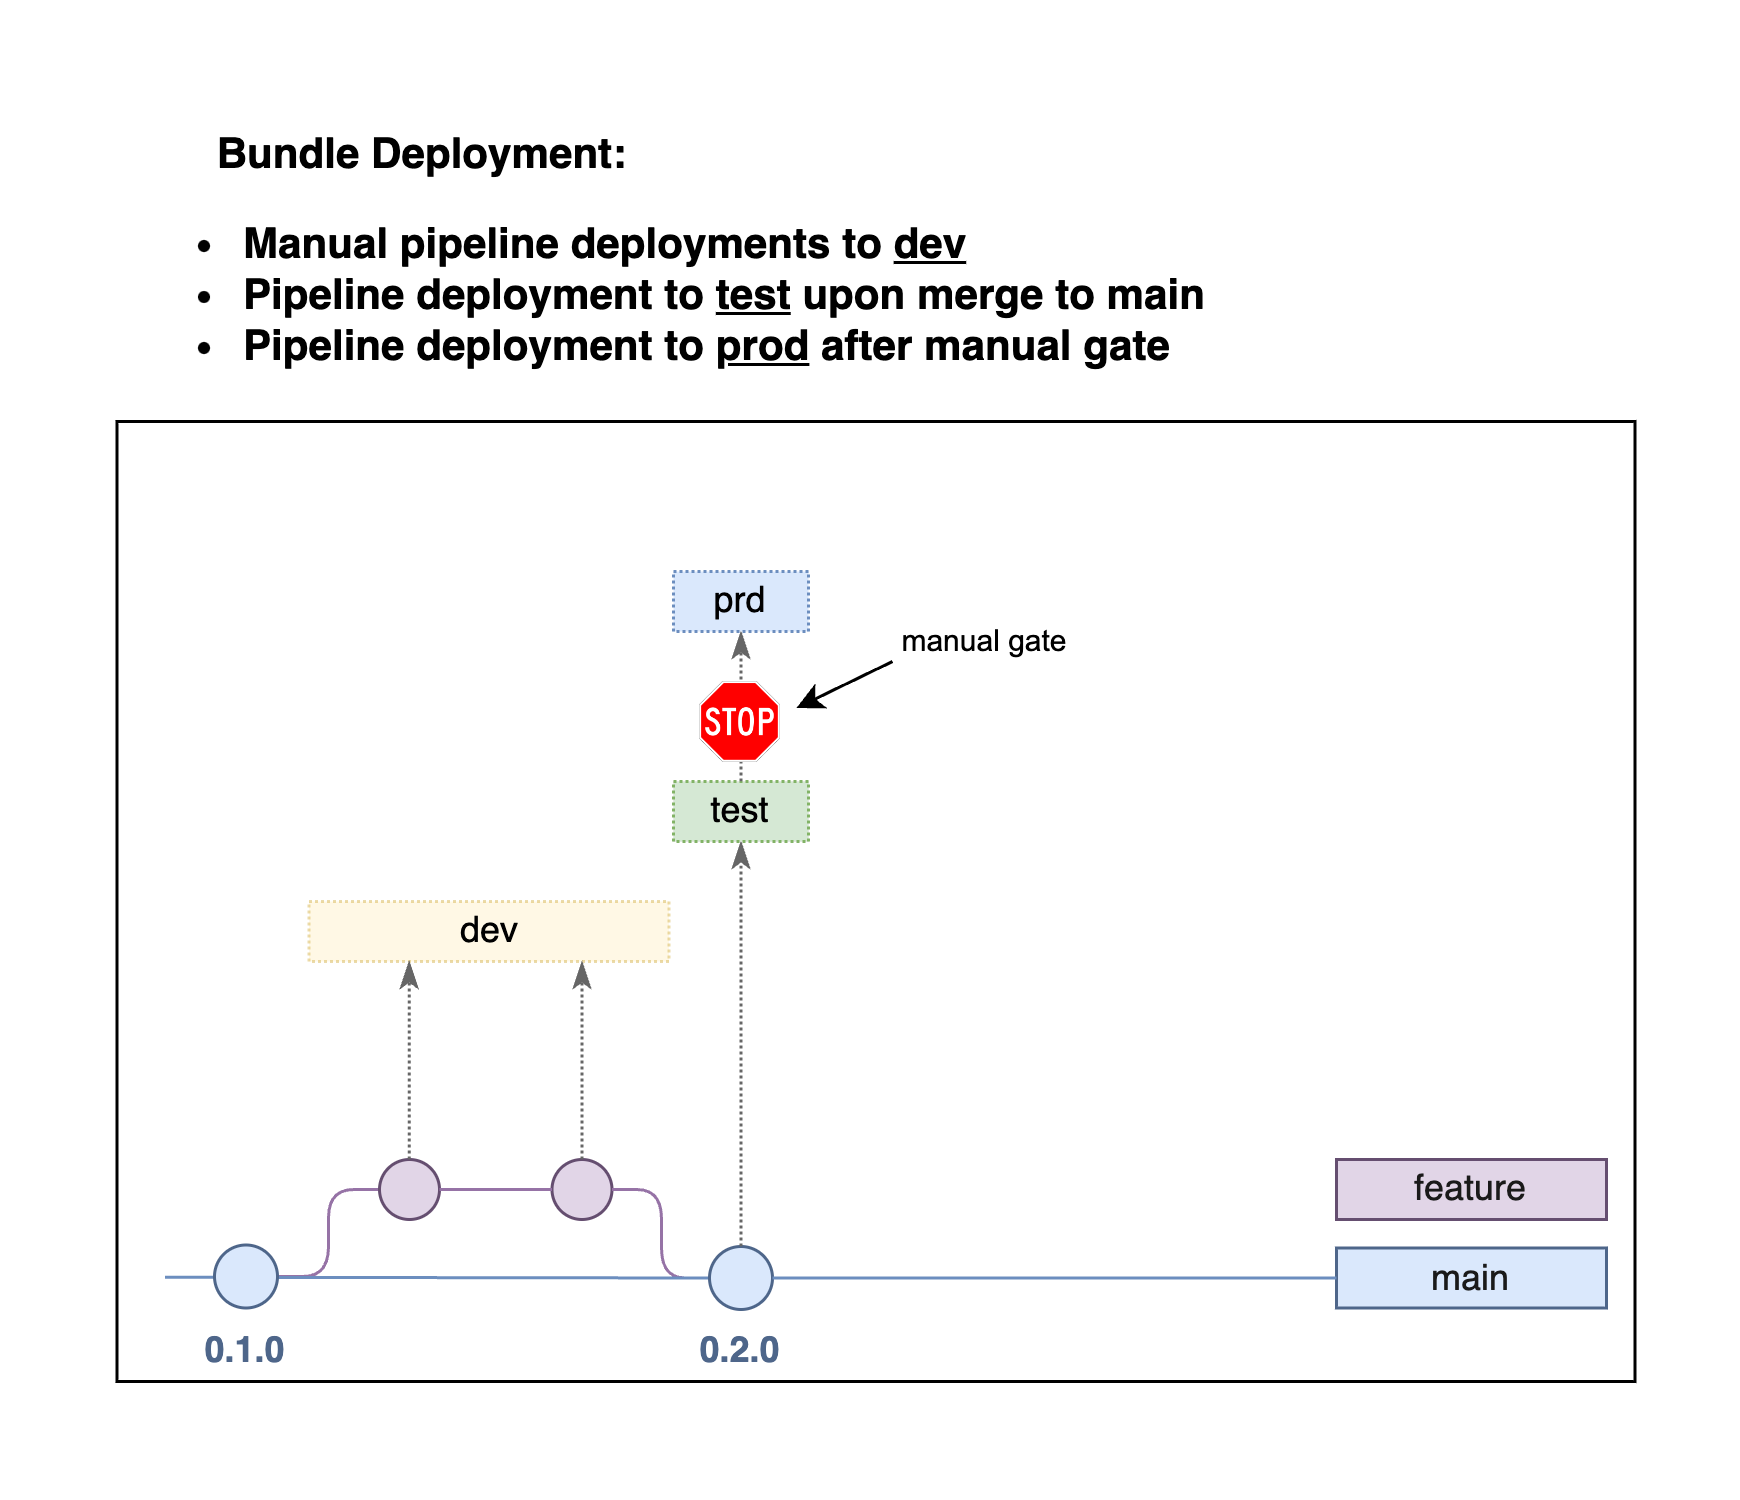 Bundle Deployment:
• Manual pipeline deployments to dev
• Pipeline deployment to test upon merge to main
• Pipeline deployment to prod after manual gate
prd
manual gate
STOP
test
dev
feature
main
0.1.0
0.2.0